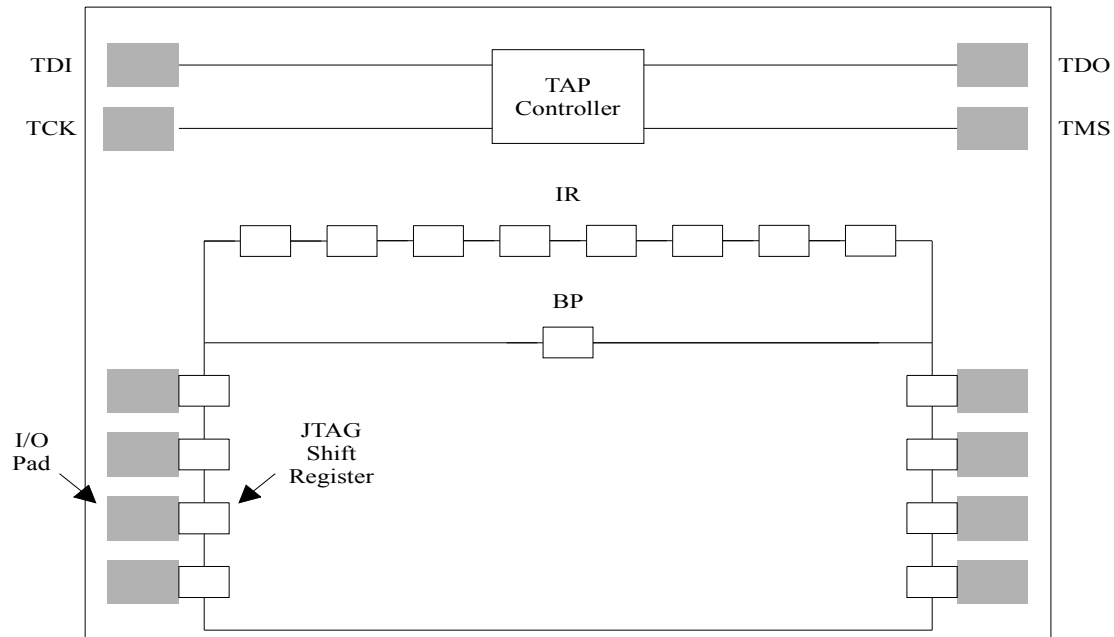 TDI
TAP
Controller
TDO
TCK
TMS
IR
BP
I/O
Pad
JTAG
Shift
Register